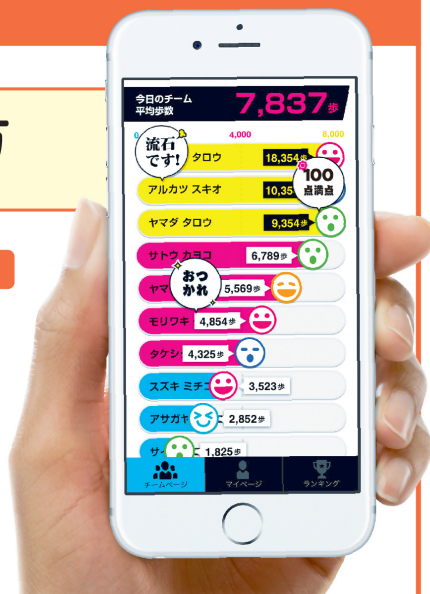 今日のチーム
平均歩数
7,837歩
0
4,000
8,000
流石
です!
タロウ
18,354歩
100
点満点
アルカツ スキオ
10,35
ヤマダ タロウ
9,354歩
サトウ カヨコ
6,789歩
おつ
かれ
ヤマ
5,569歩
モリワキ
4,854歩
タケシ
4,325歩
スズキ ミチコ
3,523歩
アサガヤ
2,852歩
サイ
1,825歩
チームページ
マイページ
ランキング